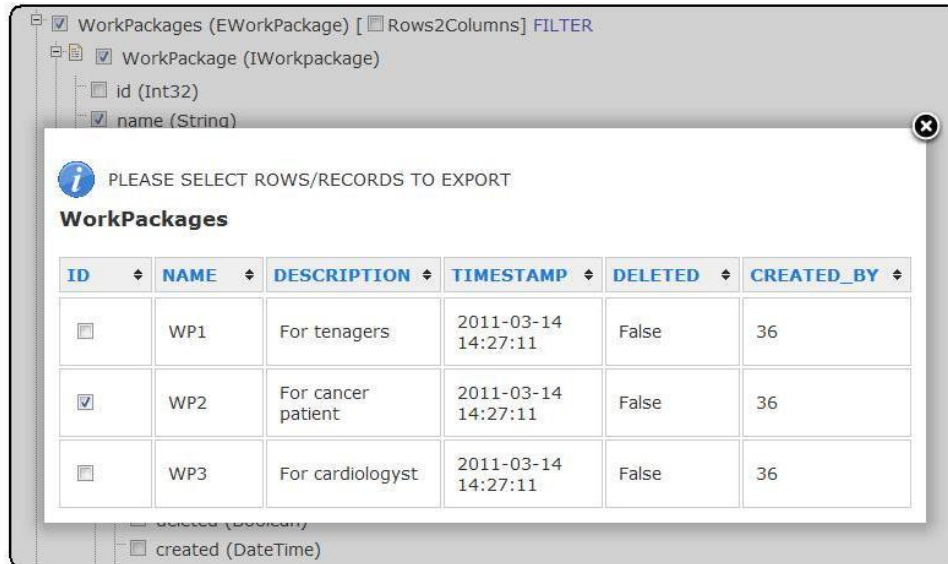 WorkPackages (EWorkPackage) [ Rows2Columns] FILTER
WorkPackage (IWorkpackage)
id (Int32)
name (String)
PLEASE SELECT ROWS/RECORDS TO EXPORT
WorkPackages
ID NAME DESCRIPTION TIMESTAMP DELETED CREATED_BY
WP1 For tenagers 2011-03-14 14:27:11 False 36
WP2 For cancer patient 2011-03-14 14:27:11 False 36
WP3 For cardiologyst 2011-03-14 14:27:11 False 36
deleted (Boolean)
created (DateTime)